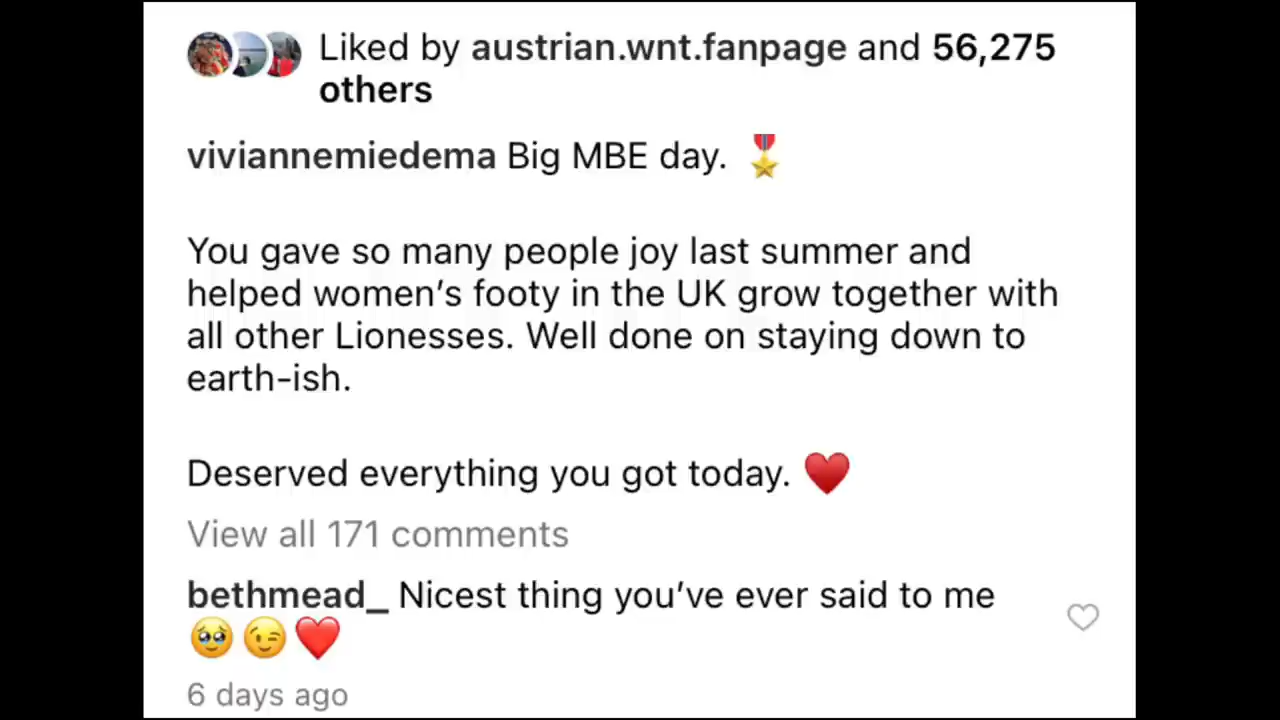 Liked by austrian.wnt.fanpage and 56,275
others
viviannemiedema Big MBE day. 🎖️
You gave so many people joy last summer and
helped women's footy in the UK grow together with
all other Lionesses. Well done on staying down to
earth-ish.
Deserved everything you got today. ♥️
View all 171 comments
bethmead_ Nicest thing you've ever said to me
🥹😉❤️
6 days ago